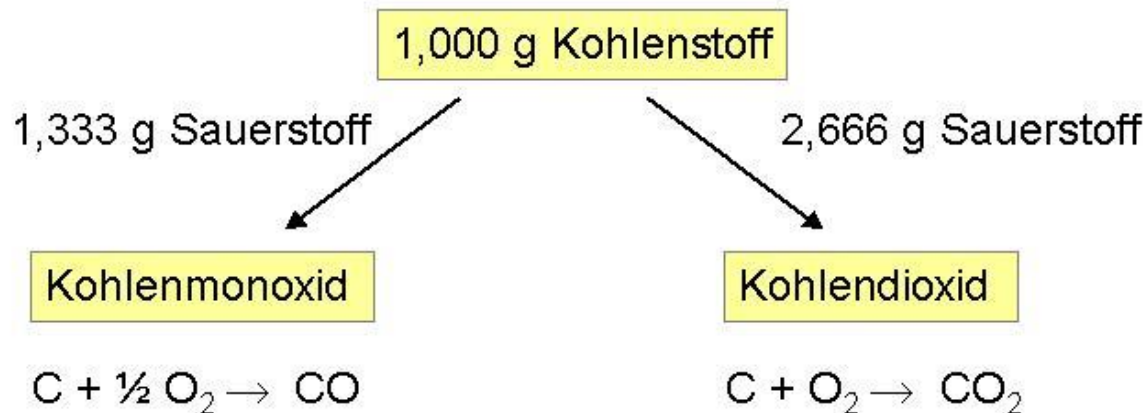 1,000 g Kohlenstoff
1,333 g Sauerstoff
2,666 g Sauerstoff
Kohlenmonoxid
Kohlendioxid
C + ½ O₂ → CO
C + O₂ → CO₂